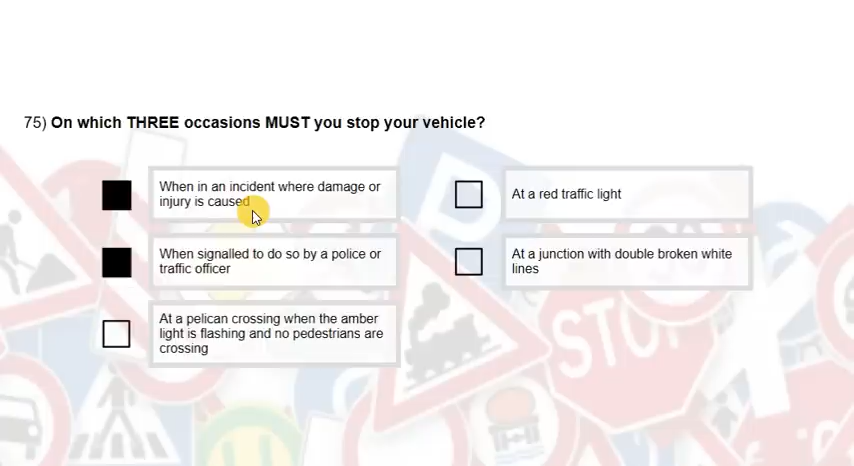 75) On which THREE occasions MUST you stop your vehicle?
When in an incident where damage or
injury is caused
At a red traffic light
When signalled to do so by a police or
traffic officer
At a junction with double broken white
lines
At a pelican crossing when the amber
light is flashing and no pedestrians are
crossing
P
STOP